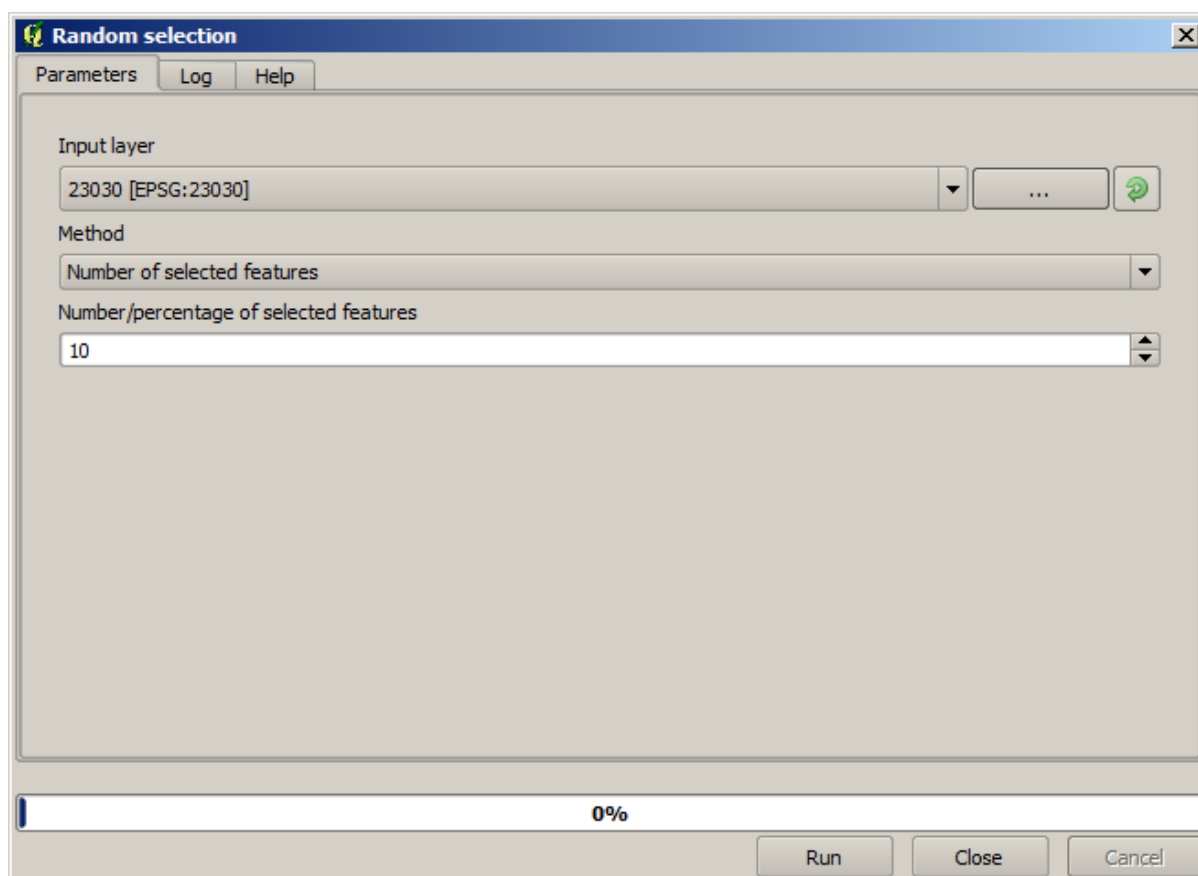 Random selection
Parameters Log Help
Input layer
23030 [EPSG:23030]
...
Method
Number of selected features
Number/percentage of selected features
10
0%
Run Close Cancel